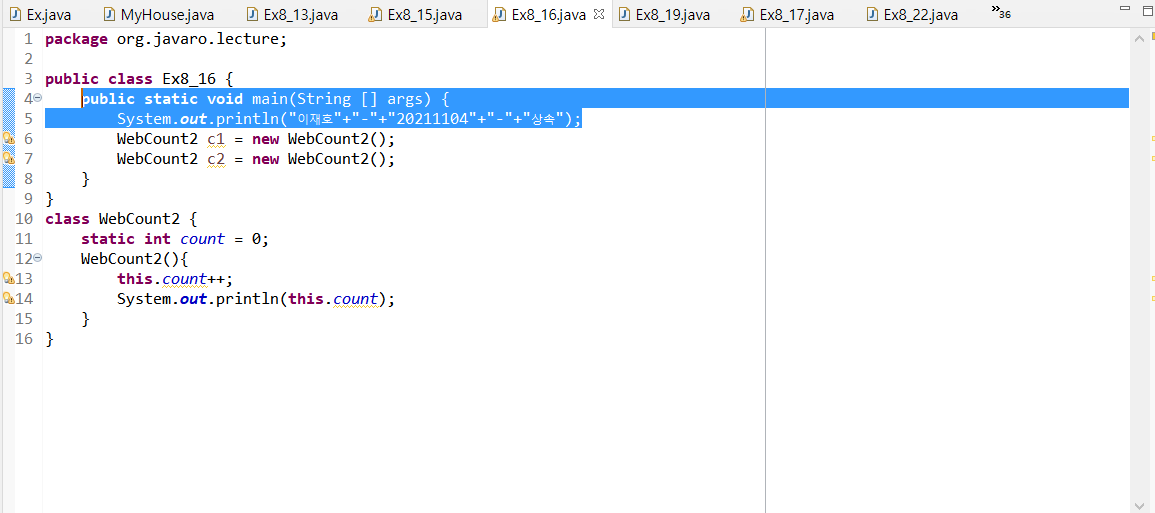 Ex.java MyHouse.java Ex8_13.java Ex8_15.java Ex8_16.java Ex8_19.java Ex8_17.java Ex8_22.java »36
1 package org.javaro.lecture;
2
3 public class Ex8_16 {
4 public static void main(String [] args) {
5 System.out.println("이재호"+"-"+"20211104"+"-"+"상속");
6 WebCount2 c1 = new WebCount2();
7 WebCount2 c2 = new WebCount2();
8 }
9 }
10 class WebCount2 {
11 static int count = 0;
12 WebCount2(){
13 this.count++;
14 System.out.println(this.count);
15 }
16 }